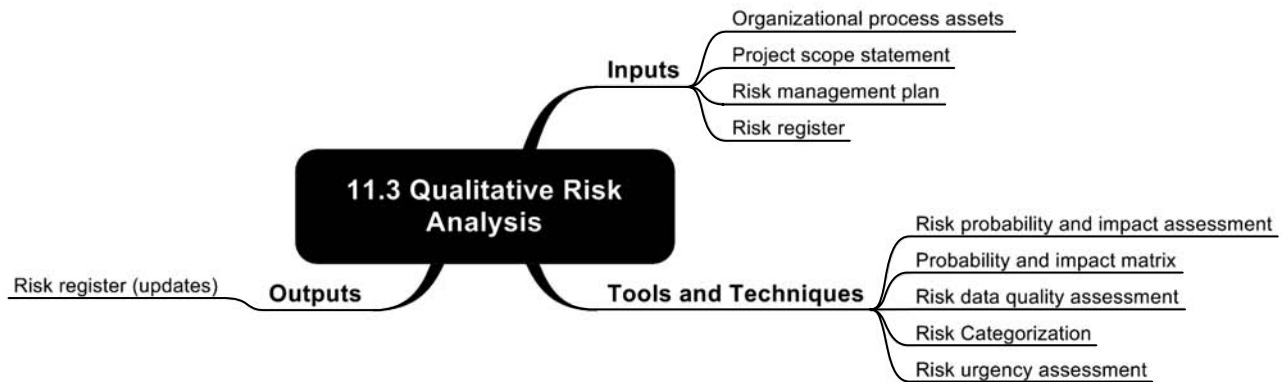 Organizational process assets
Project scope statement
Inputs
Risk management plan
Risk register
11.3 Qualitative Risk
Analysis
Risk probability and impact assessment
Probability and impact matrix
Risk register (updates)
Outputs
Tools and Techniques
Risk data quality assessment
Risk Categorization
Risk urgency assessment